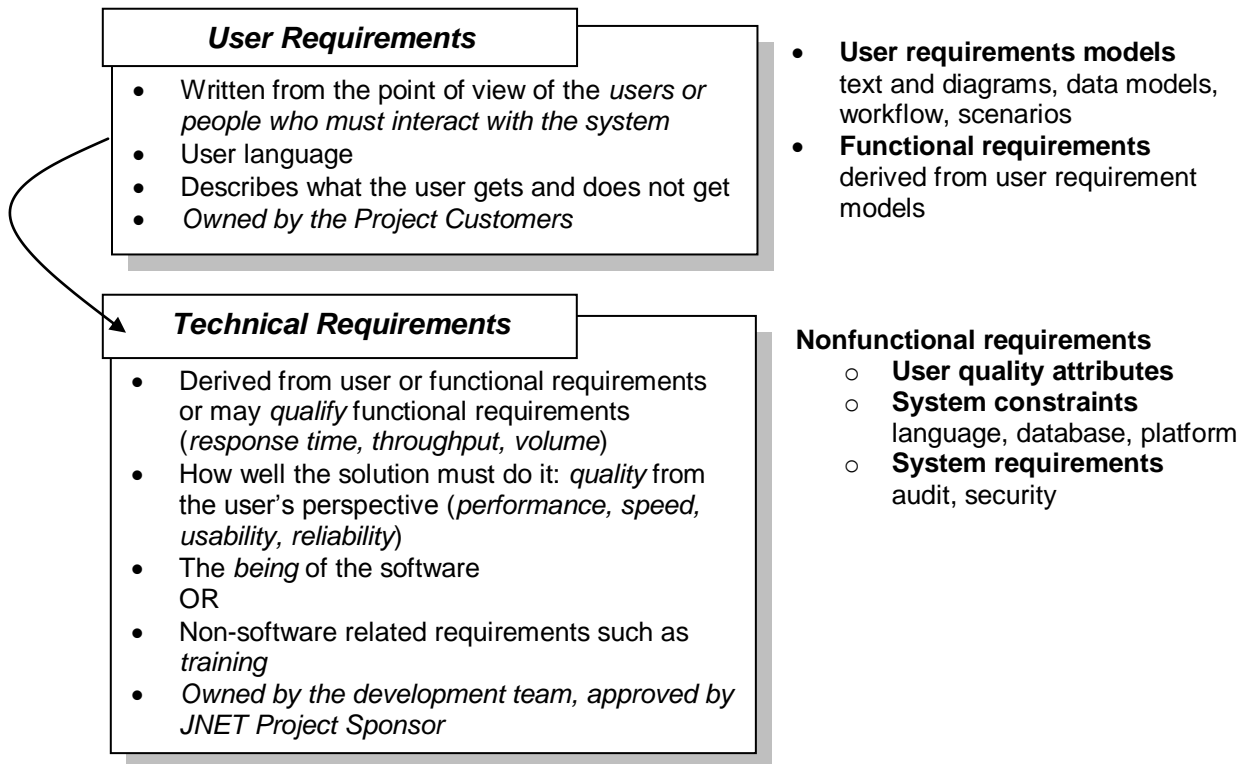 User Requirements
• Written from the point of view of the users or
people who must interact with the system
• User language
• Describes what the user gets and does not get
• Owned by the Project Customers
• User requirements models
text and diagrams, data models,
workflow, scenarios
• Functional requirements
derived from user requirement
models
Technical Requirements
• Derived from user or functional requirements
or may qualify functional requirements
(response time, throughput, volume)
• How well the solution must do it: quality from
the user's perspective (performance, speed,
usability, reliability)
• The being of the software
OR
• Non-software related requirements such as
training
• Owned by the development team, approved by
JNET Project Sponsor
Nonfunctional requirements
o User quality attributes
o System constraints
language, database, platform
o System requirements
audit, security